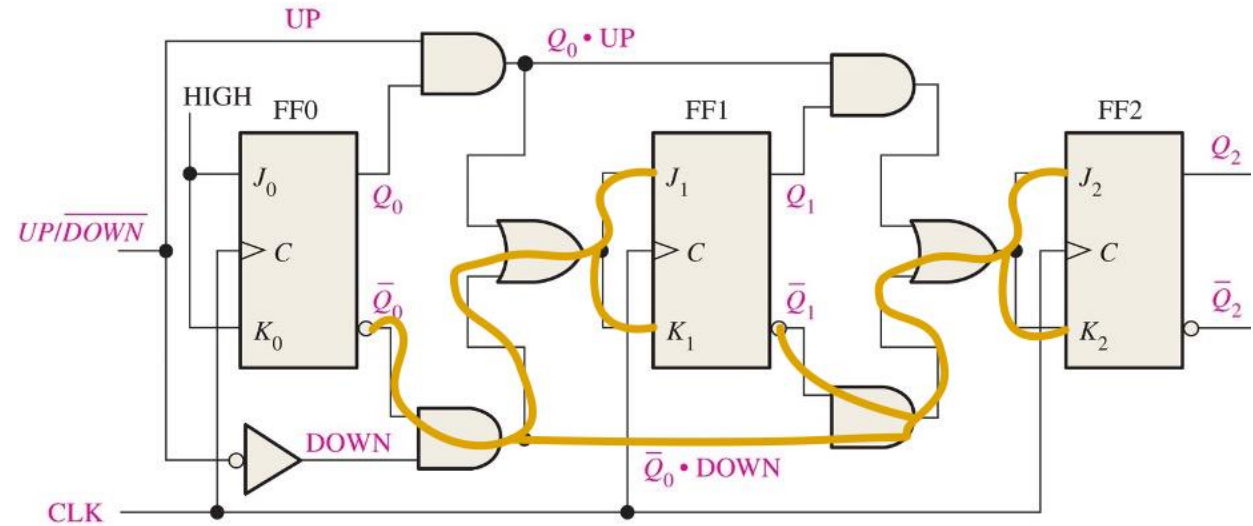 UP
Q₀ • UP
HIGH
FF0
FF1
FF2
J₀
Q₀
J₁
Q₁
J₂
Q₂
UP/D̅O̅W̅N̅
C
C
C
Q̅₀
Q̅₁
Q̅₂
K₀
K₁
K₂
DOWN
Q̅₀ • DOWN
CLK